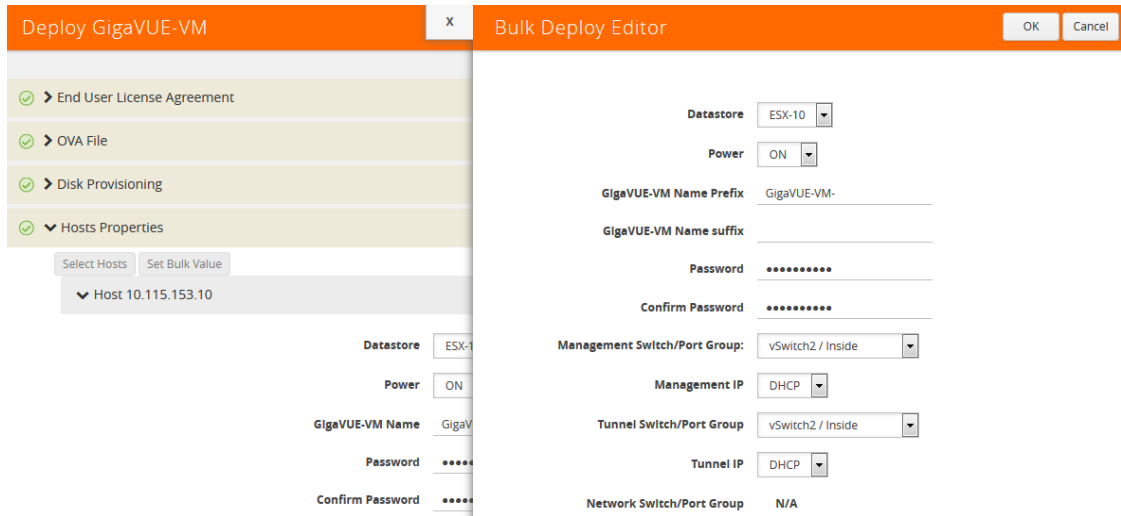 Deploy GigaVUE-VM
X
End User License Agreement
OVA File
Disk Provisioning
Hosts Properties
Select Hosts Set Bulk Value
Host 10.115.153.10
Datastore ESX-1
Power ON
GigaVUE-VM Name GigaV
Password •••••
Confirm Password •••••
Bulk Deploy Editor
OK Cancel
Datastore ESX-10
Power ON
GigaVUE-VM Name Prefix GigaVUE-VM-
GigaVUE-VM Name suffix
Password ••••••••••
Confirm Password ••••••••••
Management Switch/Port Group: vSwitch2 / Inside
Management IP DHCP
Tunnel Switch/Port Group vSwitch2 / Inside
Tunnel IP DHCP
Network Switch/Port Group N/A